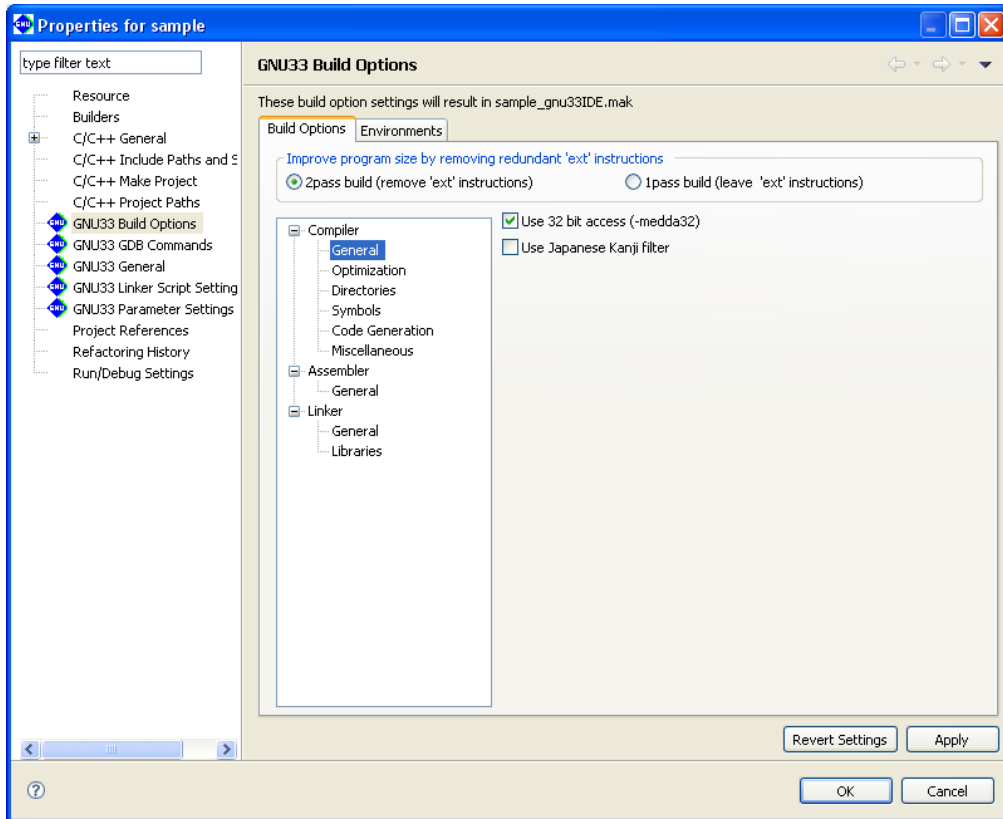 Properties for sample
type filter text
Resource
Builders
C/C++ General
C/C++ Include Paths and S
C/C++ Make Project
C/C++ Project Paths
GNU33 Build Options
GNU33 GDB Commands
GNU33 General
GNU33 Linker Script Setting
GNU33 Parameter Settings
Project References
Refactoring History
Run/Debug Settings
GNU33 Build Options
These build option settings will result in sample_gnu33IDE.mak
Build Options Environments
Improve program size by removing redundant 'ext' instructions
2pass build (remove 'ext' instructions) 1pass build (leave 'ext' instructions)
Compiler
General
Optimization
Directories
Symbols
Code Generation
Miscellaneous
Assembler
General
Linker
General
Libraries
Use 32 bit access (-medda32)
Use Japanese Kanji filter
Revert Settings Apply
OK Cancel